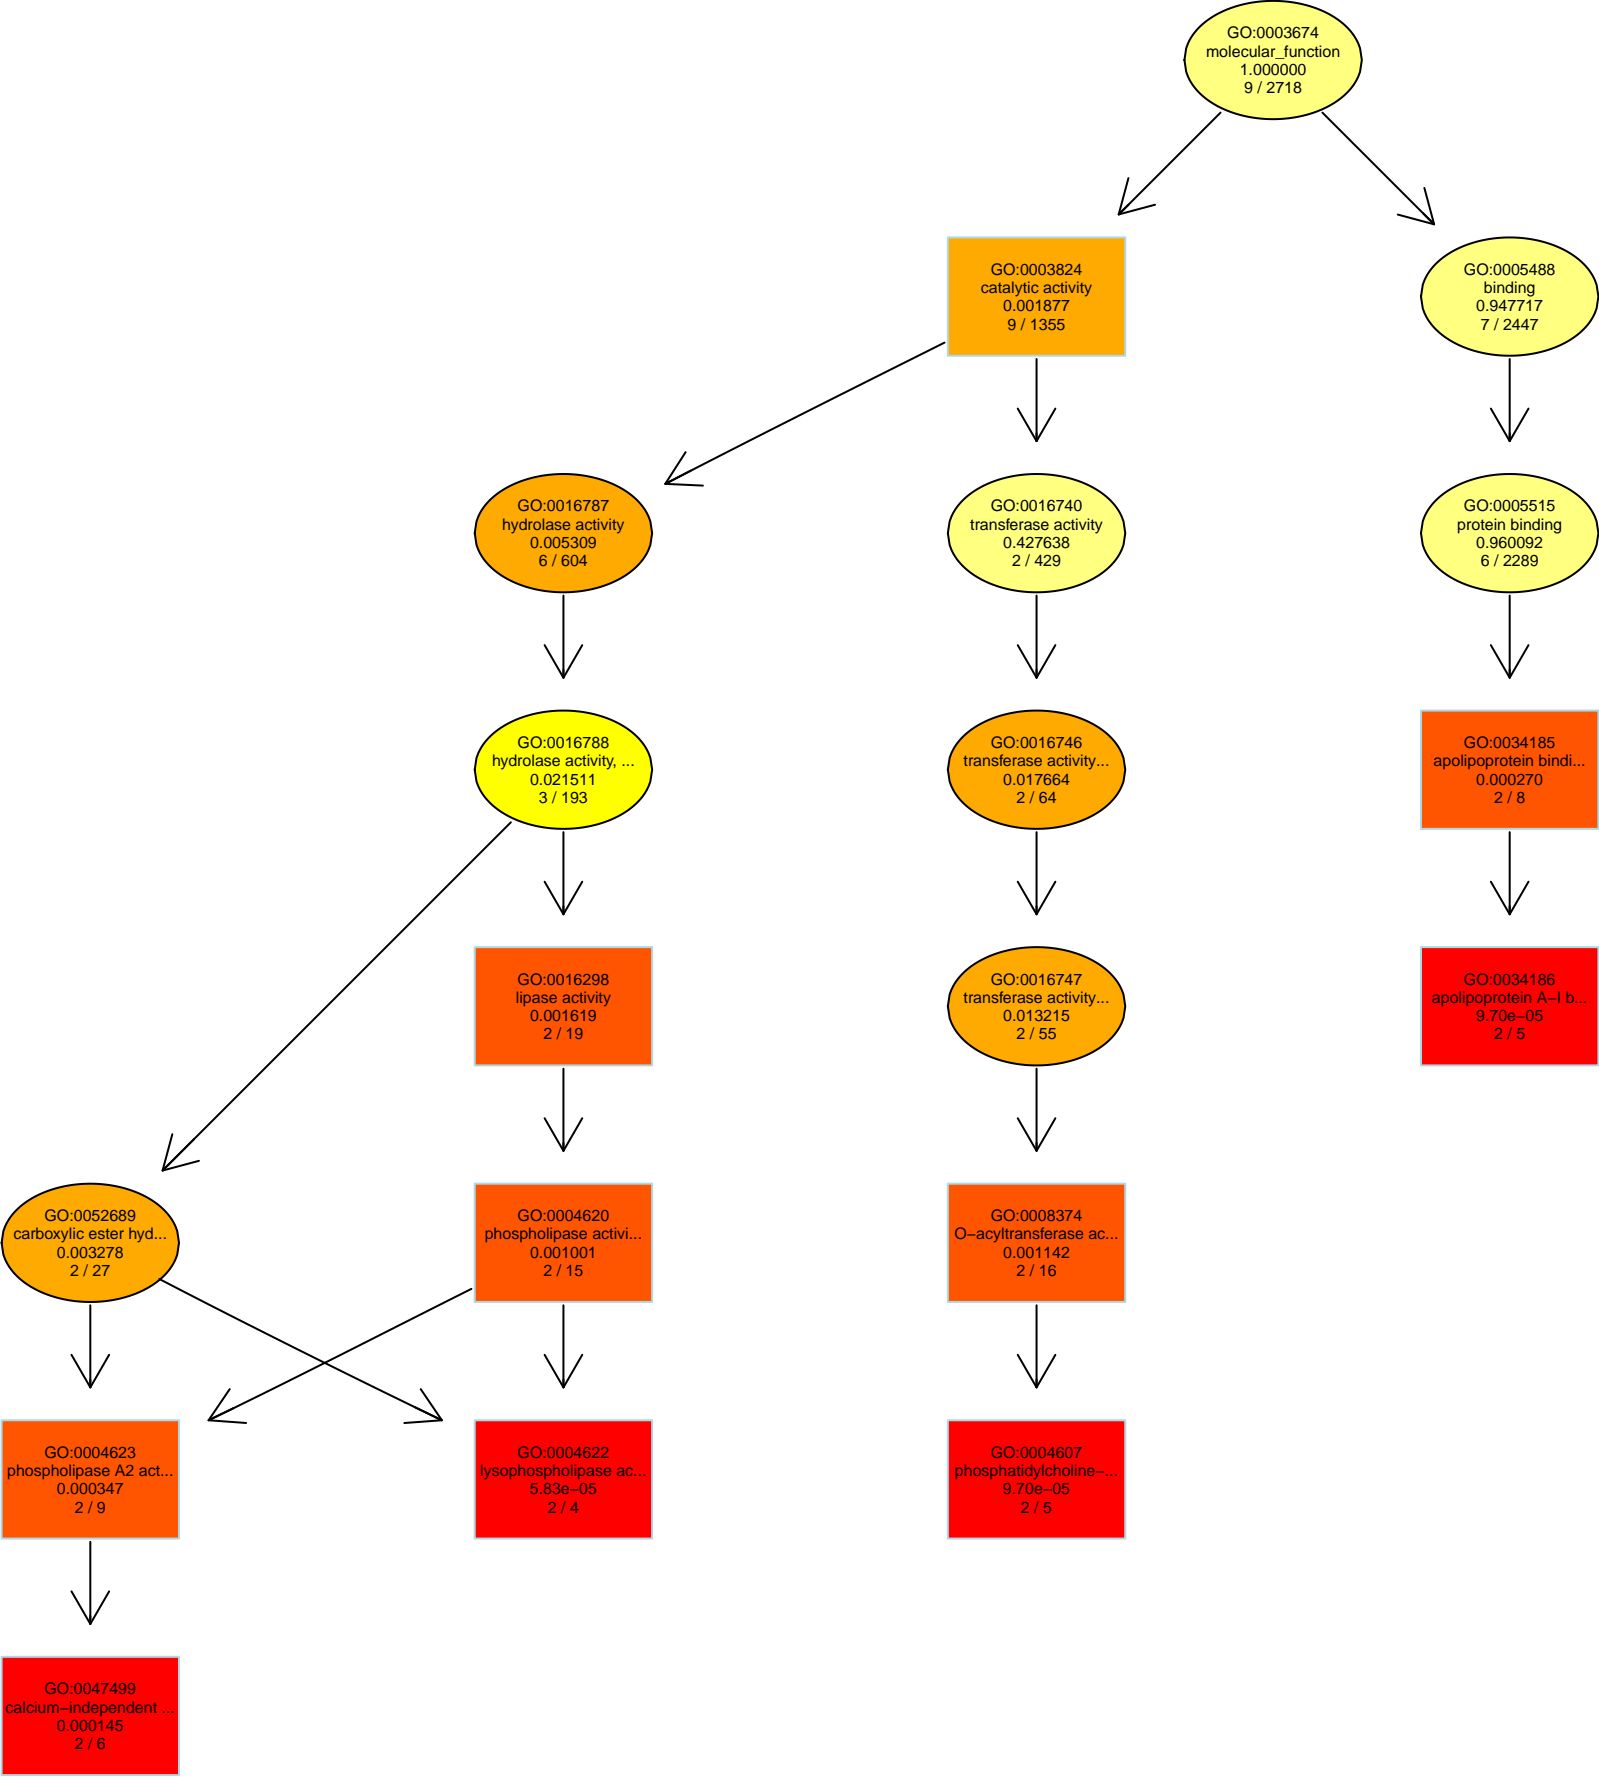 GO:0003674
molecular_function
1.000000
9 / 2718
GO:0003824
catalytic activity
0.001877
9 / 1355
GO:0005488
binding
0.947717
7 / 2447
GO:0016787
hydrolase activity
0.005309
6 / 604
GO:0016740
transferase activity
0.427638
2 / 429
GO:0005515
protein binding
0.960092
6 / 2289
GO:0016788
hydrolase activity, ...
0.021511
3 / 193
GO:0016746
transferase activity...
0.017664
2 / 64
GO:0034185
apolipoprotein bindi...
0.000270
2 / 8
GO:0016298
lipase activity
0.001619
2 / 19
GO:0016747
transferase activity...
0.013215
2 / 55
GO:0034186
apolipoprotein A−I b...
9.70e−05
2 / 5
GO:0052689
carboxylic ester hyd...
0.003278
2 / 27
GO:0004620
phospholipase activi...
0.001001
2 / 15
GO:0008374
O−acyltransferase ac...
0.001142
2 / 16
GO:0004623
phospholipase A2 act...
0.000347
2 / 9
GO:0004622
lysophospholipase ac...
5.83e−05
2 / 4
GO:0004607
phosphatidylcholine−...
9.70e−05
2 / 5
GO:0047499
calcium−independent ...
0.000145
2 / 6